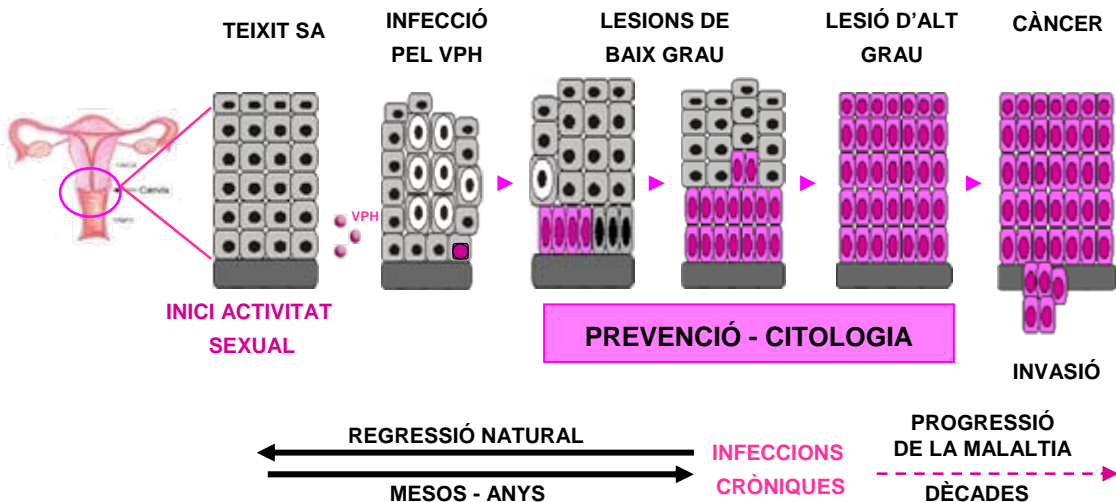 TEIXIT SA
INFECCIÓ
PEL VPH
LESIONS DE
BAIX GRAU
LESIÓ D'ALT
GRAU
CÀNCER
Cervix
VPH
INICI ACTIVITAT
SEXUAL
PREVENCIÓ - CITOLOGIA
INVASIÓ
REGRESSIÓ NATURAL
MESOS - ANYS
INFECCIONS
CRÒNIQUES
PROGRESSIÓ
DE LA MALALTIA
DÈCADES